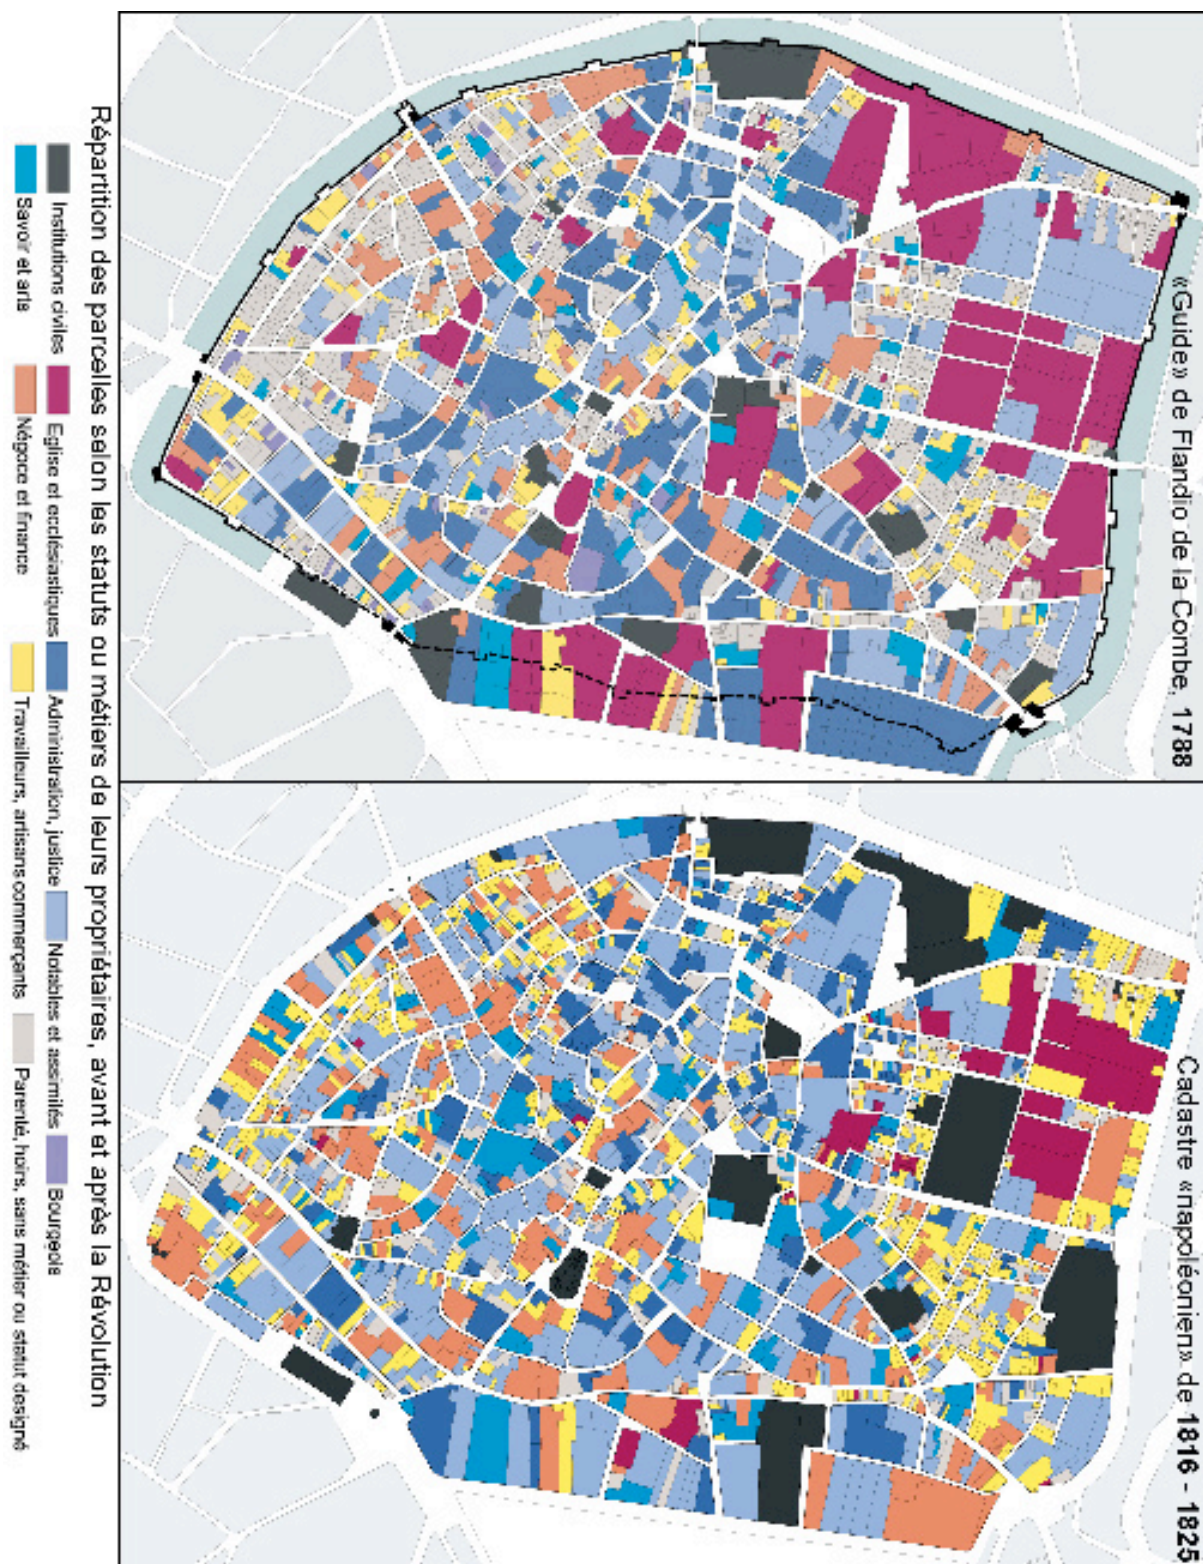 «Guide» de Flandio de la Combe, 1788
Cadastre «napoléonien» de 1816 - 1825
Répartition des parcelles selon les statuts ou métiers de leurs propriétaires, avant et après la Révolution
Institutions civiles
Eglise et ecclésiastiques
Administration, justice
Notables et assimilés
Bourgeois
Savoir et arts
Négoce et finance
Travailleurs, artisans commerçants
Parenté, hoirs, sans métier ou statut designé